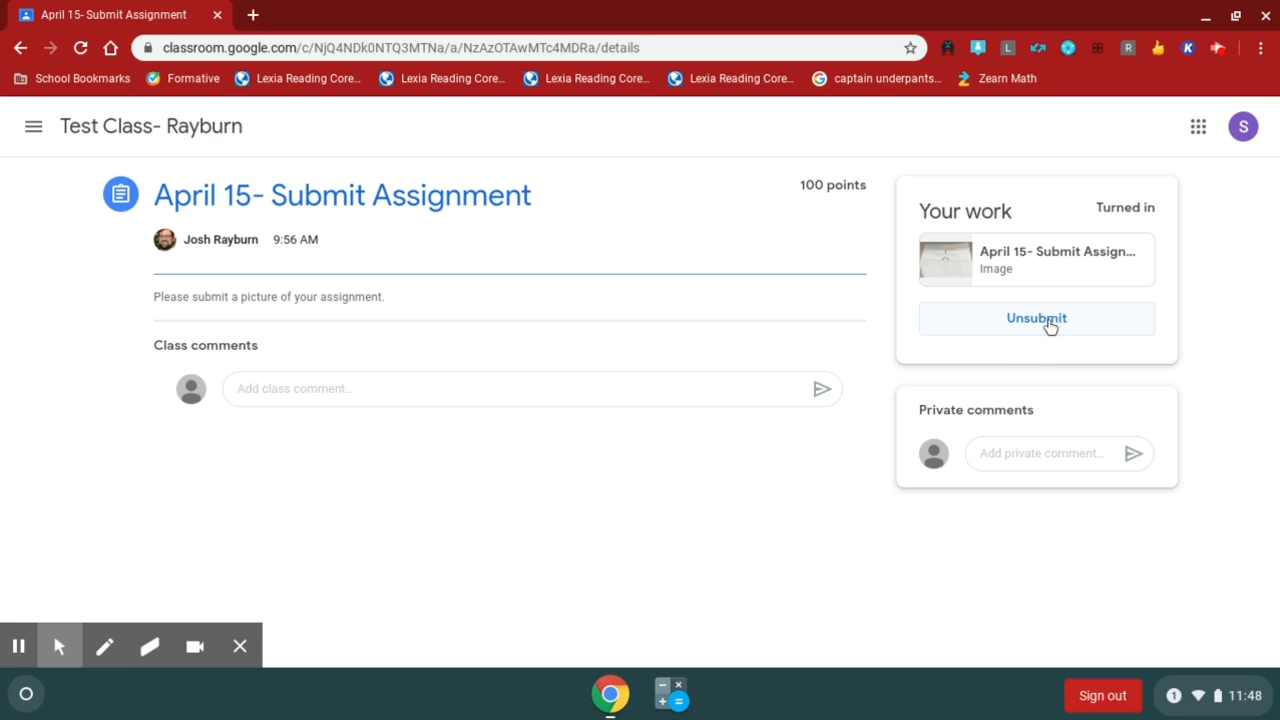 April 15- Submit Assignment
classroom.google.com/c/NjQ4NDk0NTQ3MTNa/a/NzAzOTAwMTc4MDRa/details
L
R
K
School Bookmarks
Formative
Lexia Reading Core...
Lexia Reading Core...
Lexia Reading Core...
Lexia Reading Core...
captain underpants...
Zearn Math
Test Class- Rayburn
S
April 15- Submit Assignment
100 points
Josh Rayburn 9:56 AM
Please submit a picture of your assignment.
Class comments
Add class comment...
Your work
Turned in
April 15- Submit Assign...
Image
Unsubmit
Private comments
Add private comment...
Sign out
1
11:48